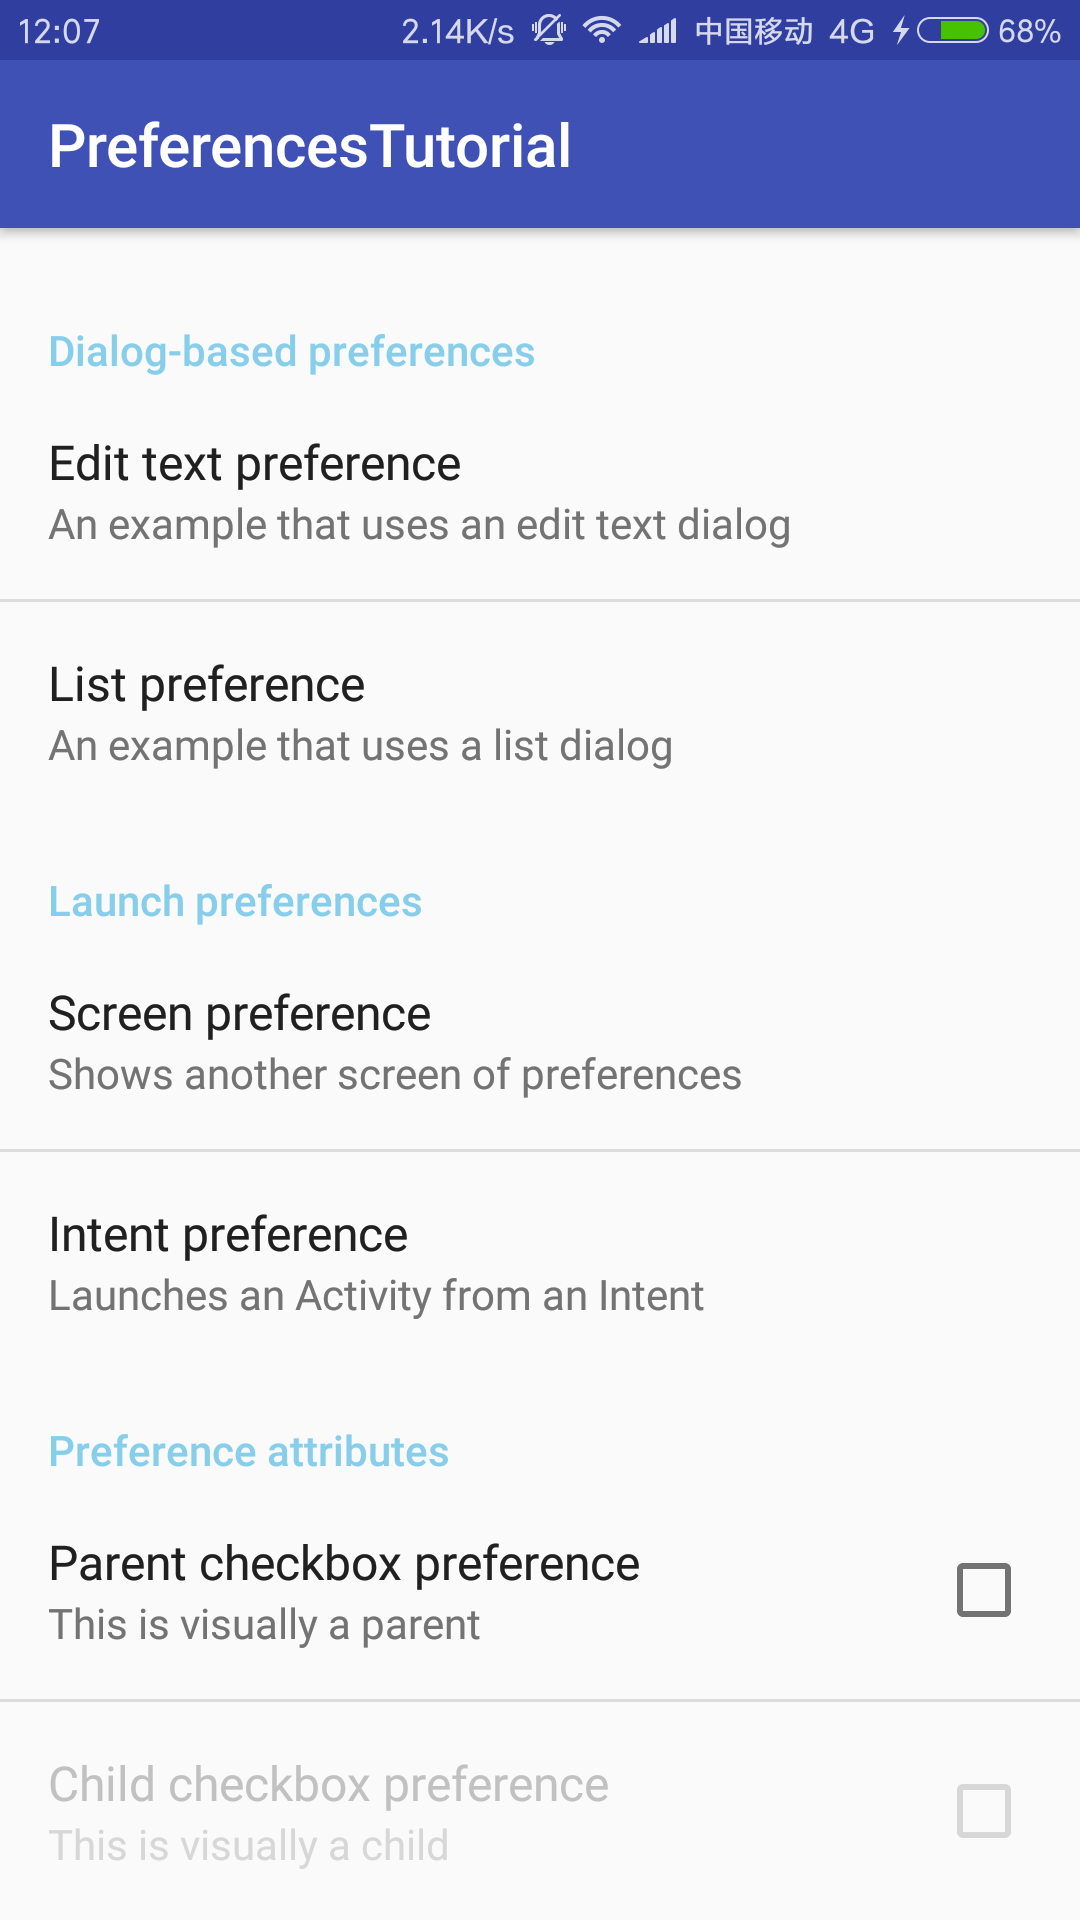 12:07 2.14K/s 中国移动 4G 68%
PreferencesTutorial
Dialog-based preferences
Edit text preference
An example that uses an edit text dialog
List preference
An example that uses a list dialog
Launch preferences
Screen preference
Shows another screen of preferences
Intent preference
Launches an Activity from an Intent
Preference attributes
Parent checkbox preference
This is visually a parent
Child checkbox preference
This is visually a child